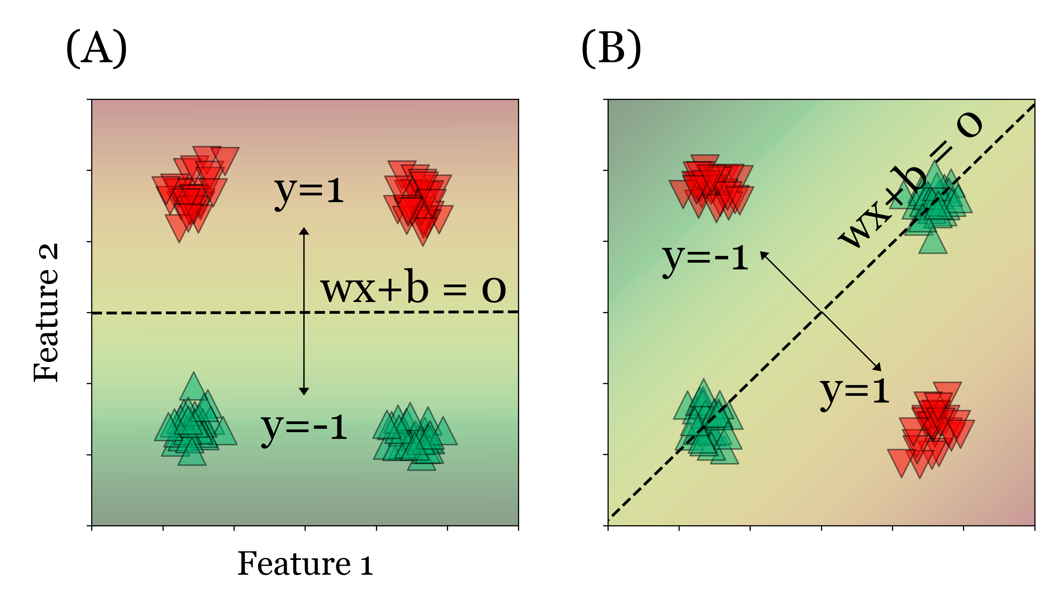 (A)
y=1
wx+b = 0
y=-1
Feature 2
Feature 1
(B)
wx+b = 0
y=-1
y=1